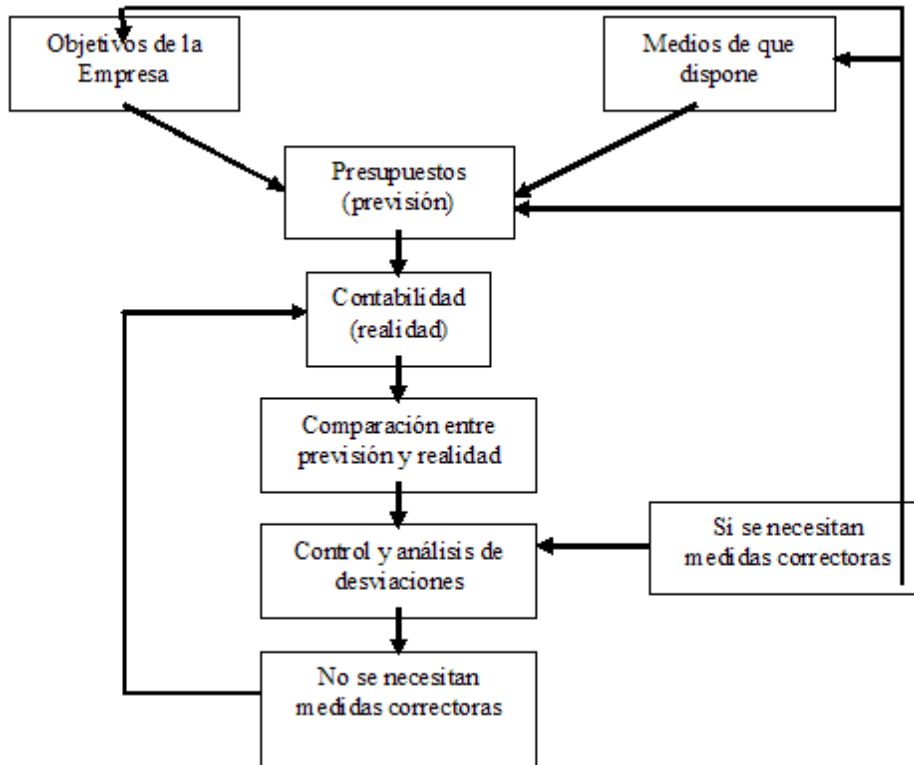 Objetivos de la
Empresa
Medios de que
dispone
Presupuestos
(previsión)
Contabilidad
(realidad)
Comparación entre
previsión y realidad
Control y análisis de
desviaciones
Sí se necesitan
medidas correctoras
No se necesitan
medidas correctoras